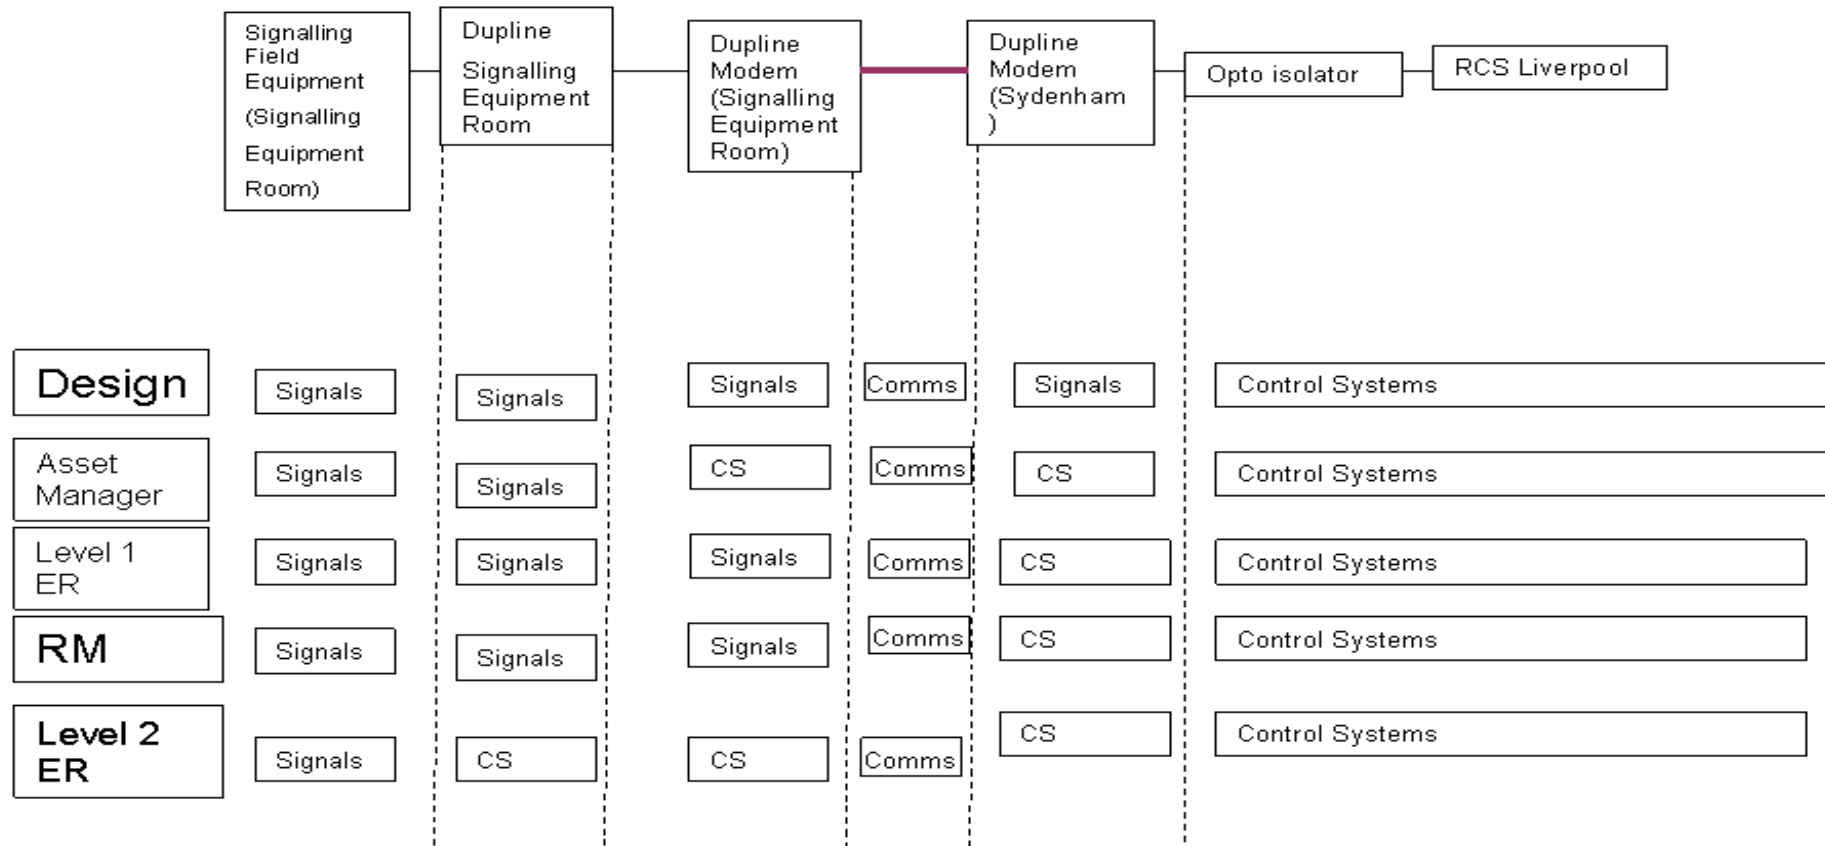 Signalling
Field
Equipment
(Signalling
Equipment
Room)
Dupline
Signalling
Equipment
Room
Dupline
Modem
(Signalling
Equipment
Room)
Dupline
Modem
(Sydenham
)
Opto isolator
RCS Liverpool
Design
Signals
Signals
Signals
Comms
Signals
Control Systems
Asset
Manager
Signals
Signals
CS
Comms
CS
Control Systems
Level 1
ER
Signals
Signals
Signals
Comms
CS
Control Systems
RM
Signals
Signals
Signals
Comms
CS
Control Systems
Level 2
ER
Signals
CS
CS
Comms
CS
Control Systems